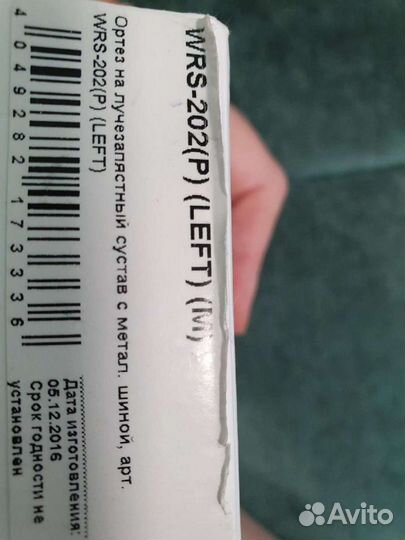 WRS-202(P) (LEFT) (M)
Ортез на лучезапястный сустав с метал. шиной, арт.
WRS-202(P) (LEFT)
4 049282 173336
Дата изготовления:
05.12.2016
Срок годности не
установлен
Avito